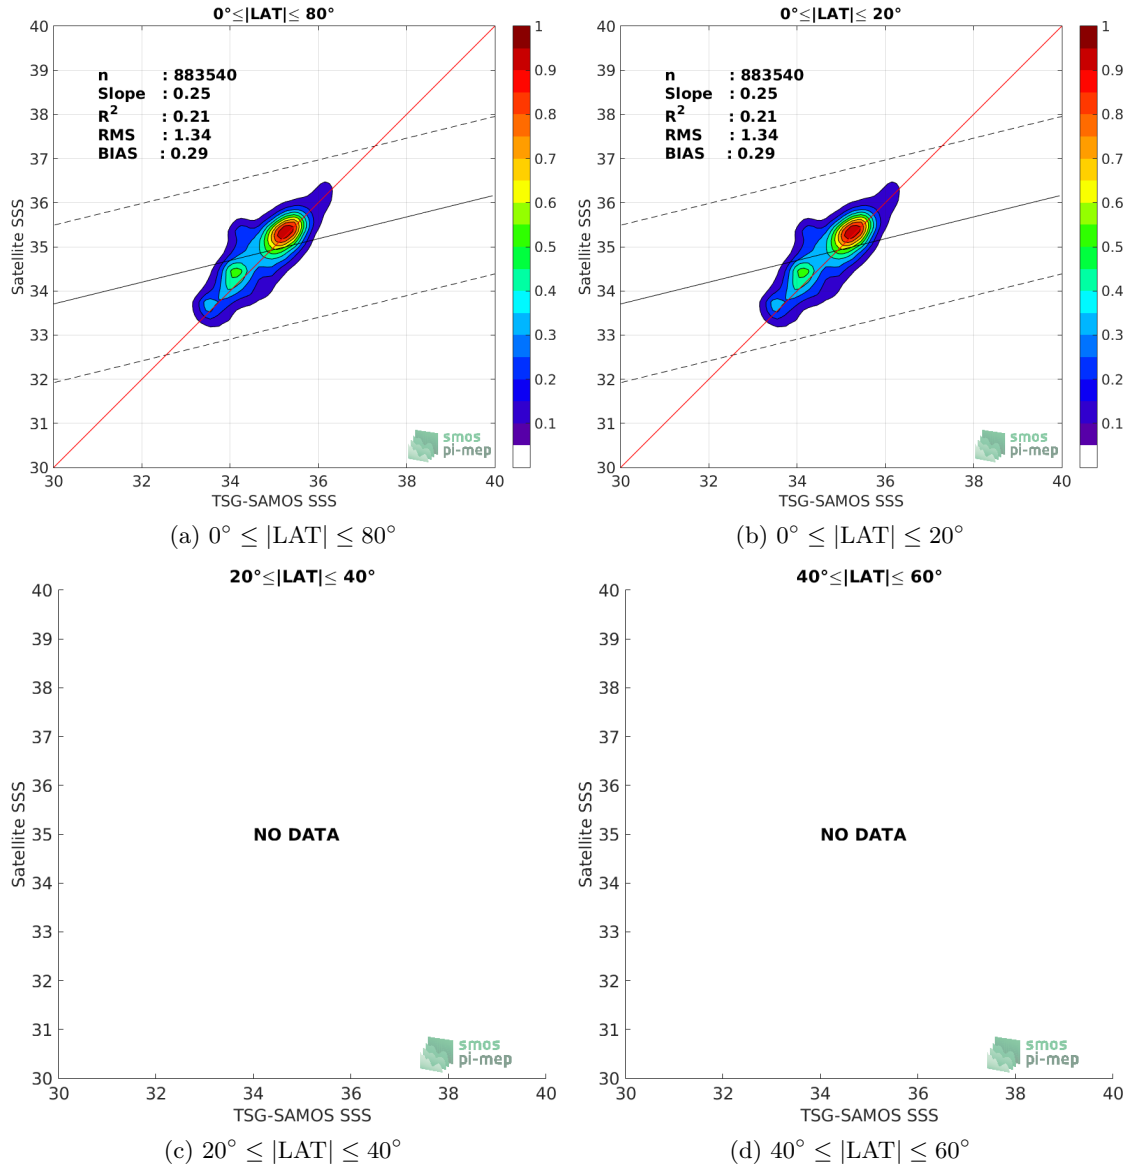 0°≤|LAT|≤ 80°
40
39
38
37
36
35
34
33
32
31
30
Satellite SSS
n : 883540
Slope : 0.25
R² : 0.21
RMS : 1.34
BIAS : 0.29
smos
pi-mep
30 32 34 36 38 40
TSG-SAMOS SSS
1
0.9
0.8
0.7
0.6
0.5
0.4
0.3
0.2
0.1
(a) 0° ≤ |LAT| ≤ 80°
0°≤|LAT|≤ 20°
40
39
38
37
36
35
34
33
32
31
30
Satellite SSS
n : 883540
Slope : 0.25
R² : 0.21
RMS : 1.34
BIAS : 0.29
smos
pi-mep
30 32 34 36 38 40
TSG-SAMOS SSS
1
0.9
0.8
0.7
0.6
0.5
0.4
0.3
0.2
0.1
(b) 0° ≤ |LAT| ≤ 20°
20°≤|LAT|≤ 40°
40
39
38
37
36
35
34
33
32
31
30
Satellite SSS
NO DATA
smos
pi-mep
30 32 34 36 38 40
TSG-SAMOS SSS
(c) 20° ≤ |LAT| ≤ 40°
40°≤|LAT|≤ 60°
40
39
38
37
36
35
34
33
32
31
30
Satellite SSS
NO DATA
smos
pi-mep
30 32 34 36 38 40
TSG-SAMOS SSS
(d) 40° ≤ |LAT| ≤ 60°